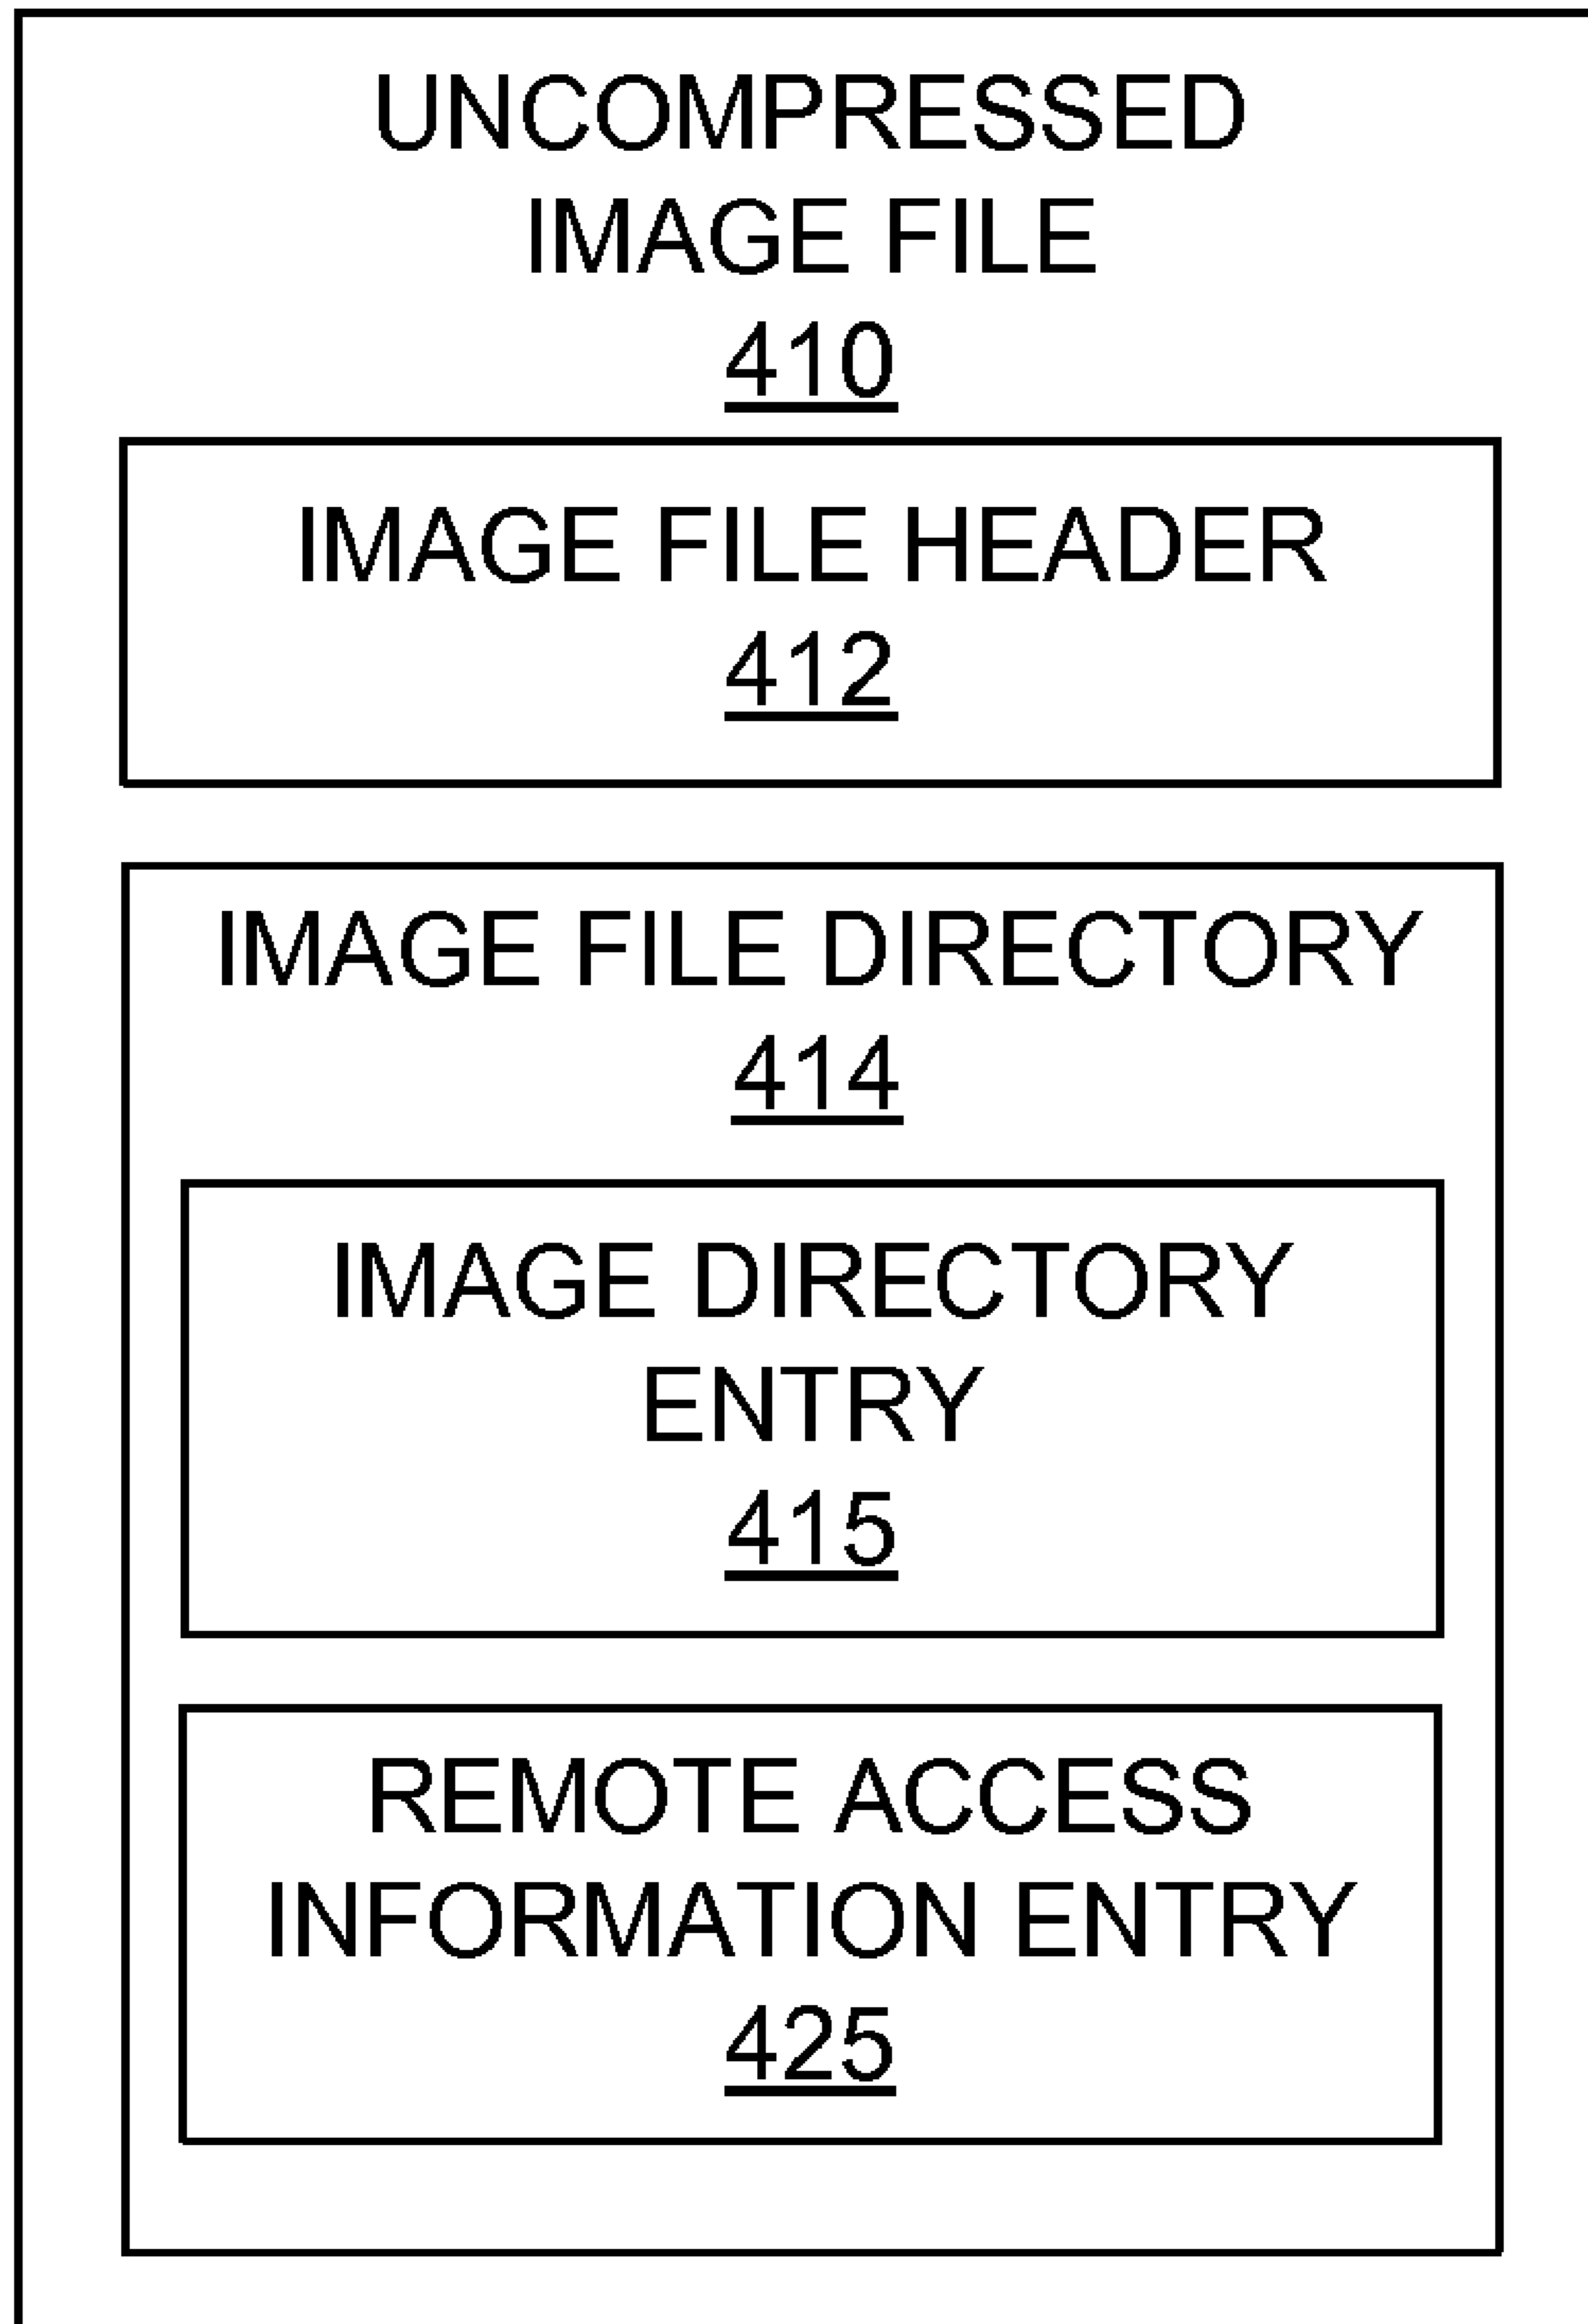 UNCOMPRESSED
IMAGE FILE
410
IMAGE FILE HEADER
412
IMAGE FILE DIRECTORY
414
IMAGE DIRECTORY
ENTRY
415
REMOTE ACCESS
INFORMATION ENTRY
425